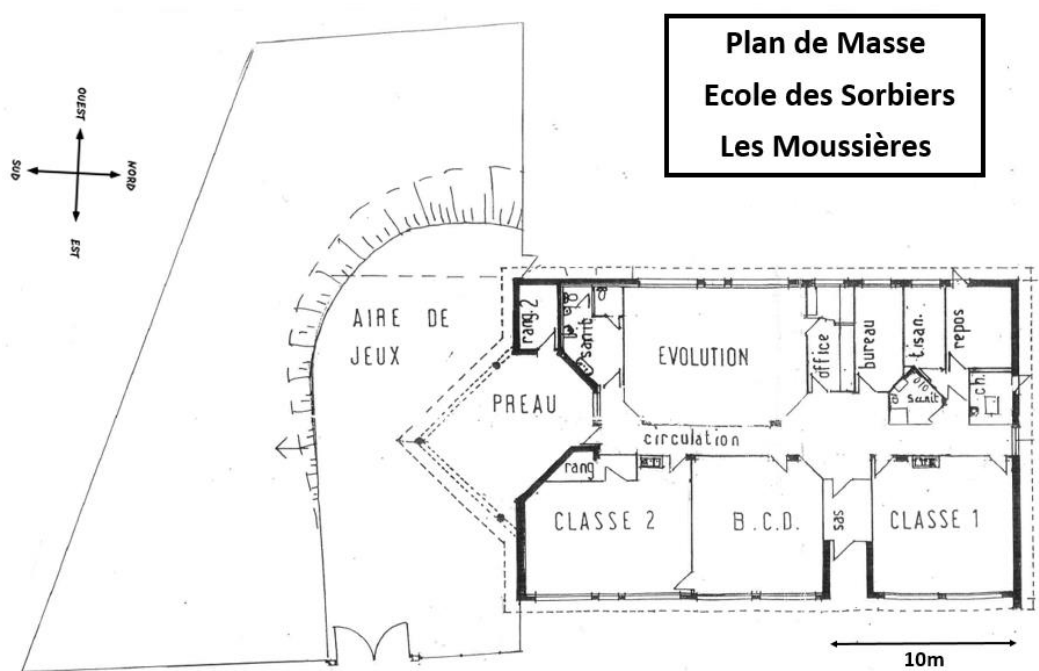 Plan de Masse
Ecole des Sorbiers
Les Moussières
OUEST
SUD
NORD
EST
AIRE DE
JEUX
rang.2
sanit
EVOLUTION
office
bureau
tisan.
repos
sanit
ch.
PREAU
circulation
rang
CLASSE 2
B.C.D.
sas
CLASSE 1
10m